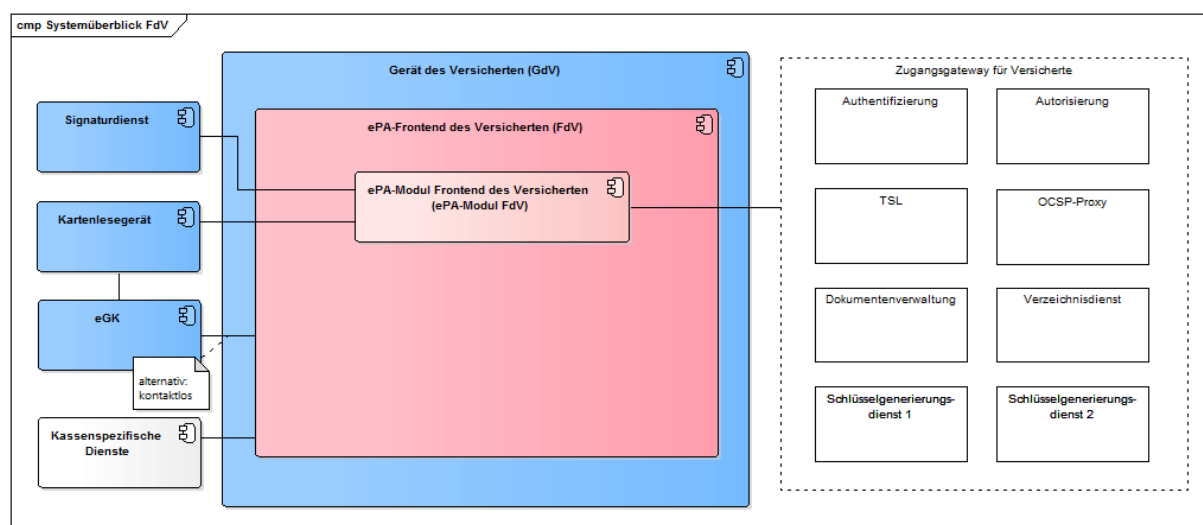 cmp Systemüberblick FdV
Signaturdienst
Kartenlesegerät
eGK
alternativ:
kontaktlos
Kassenspezifische
Dienste
Gerät des Versicherten (GdV)
ePA-Frontend des Versicherten (FdV)
ePA-Modul Frontend des Versicherten
(ePA-Modul FdV)
Zugangsgateway für Versicherte
Authentifizierung
Autorisierung
TSL
OCSP-Proxy
Dokumentenverwaltung
Verzeichnisdienst
Schlüsselgenerierungs-
dienst 1
Schlüsselgenerierungs-
dienst 2